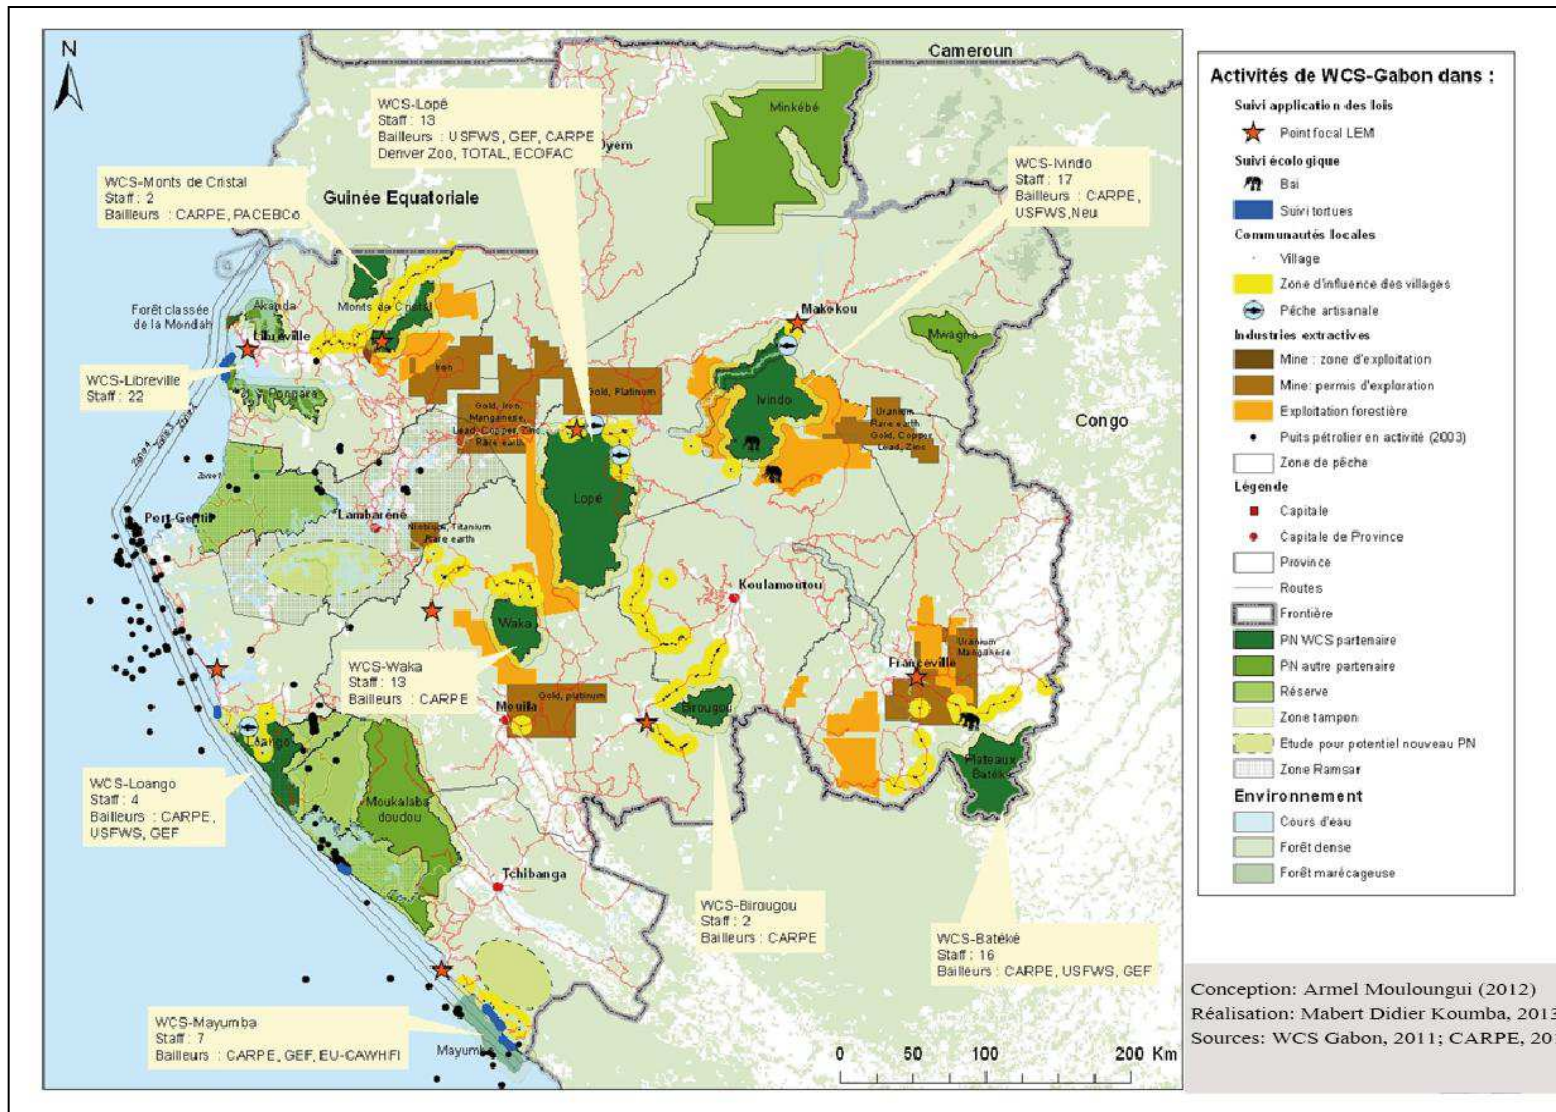 N
Cameroun
WCS-Lopé
Staff : 13
Bailleurs : USFWS, GEF, CARPE
Denver Zoo, TOTAL, ECOFAC
Minkébé
Oyem
WCS-Ivindo
Staff : 17
Bailleurs : CARPE,
USFWS, Neu
WCS-Monts de Cristal
Staff : 2
Bailleurs : CARPE, PACEBCo
Guinée Equatoriale
Forêt classée
de la Mondah
Akanda
Monts de Cristal
Makokou
Mwagne
Libreville
WCS-Libreville
Staff : 22
Pongara
Iron
Gold, Platinum
Gold, Iron,
Manganese,
Lead, Copper, Zinc
Rare earth
Ivindo
Uranium
Rare earth
Gold, Copper
Lead, Zinc
Congo
Zone 4
Zone 3
Zone 1
Lopé
Port-Gentil
Lambaréné
Niobium, Titanium
Rare earth
Koulamoutou
Waka
WCS-Waka
Staff : 13
Bailleurs : CARPE
Uranium
Manganèse
Franceville
Gold, platinum
Mouila
Birougou
Loango
Plateaux
Batéké
WCS-Loango
Staff : 4
Bailleurs : CARPE,
USFWS, GEF
Moukalaba
doudou
Tchibanga
WCS-Birougou
Staff : 2
Bailleurs : CARPE
WCS-Batéké
Staff : 16
Bailleurs : CARPE, USFWS, GEF
WCS-Mayumba
Staff : 7
Bailleurs : CARPE, GEF, EU-CAWHFI
Mayumba
0 50 100 200 Km
Activités de WCS-Gabon dans :
Suivi application des lois
Point focal LEM
Suivi écologique
Bai
Suivi tortues
Communautés locales
Village
Zone d'influence des villages
Pêche artisanale
Industries extractives
Mine : zone d'exploitation
Mine: permis d'exploration
Exploitation forestière
Puits pétrolier en activité (2003)
Zone de pêche
Légende
Capitale
Capitale de Province
Province
Routes
Frontière
PN WCS partenaire
PN autre partenaire
Réserve
Zone tampon
Etude pour potentiel nouveau PN
Zone Ramsar
Environnement
Cours d'eau
Forêt dense
Forêt marécageuse
Conception: Armel Mouloungui (2012)
Réalisation: Mabert Didier Koumba, 2013
Sources: WCS Gabon, 2011; CARPE, 201